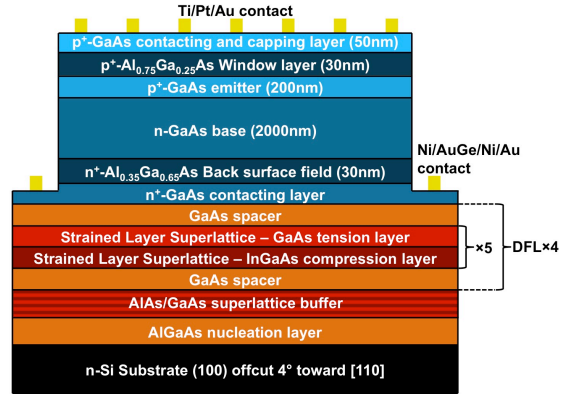 Ti/Pt/Au contact
p⁺-GaAs contacting and capping layer (50nm)
p⁺-Al₀.₇₅Ga₀.₂₅As Window layer (30nm)
p⁺-GaAs emitter (200nm)
n-GaAs base (2000nm)
Ni/AuGe/Ni/Au
contact
n⁺-Al₀.₃₅Ga₀.₆₅As Back surface field (30nm)
n⁺-GaAs contacting layer
GaAs spacer
Strained Layer Superlattice – GaAs tension layer
Strained Layer Superlattice – InGaAs compression layer
×5
DFL×4
GaAs spacer
AlAs/GaAs superlattice buffer
AlGaAs nucleation layer
n-Si Substrate (100) offcut 4° toward [110]